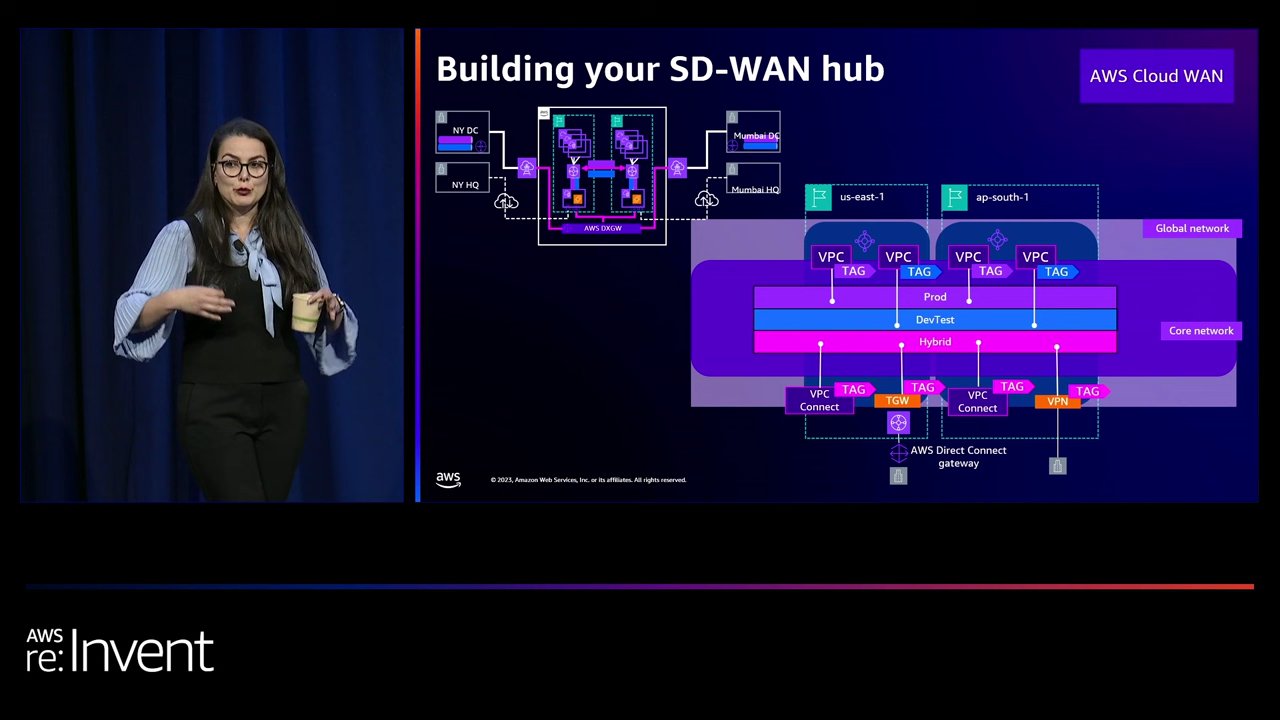 Building your SD-WAN hub
AWS Cloud WAN
NY DC
NY HQ
aws
AWS DXGW
Mumbai DC
Mumbai HQ
us-east-1
ap-south-1
Global network
VPC
VPC
VPC
VPC
TAG
TAG
TAG
TAG
Prod
DevTest
Hybrid
Core network
VPC
Connect
TAG
TGW
TAG
VPC
Connect
TAG
VPN
TAG
AWS Direct Connect
gateway
aws
© 2023, Amazon Web Services, Inc. or its affiliates. All rights reserved.
AWS
re:Invent